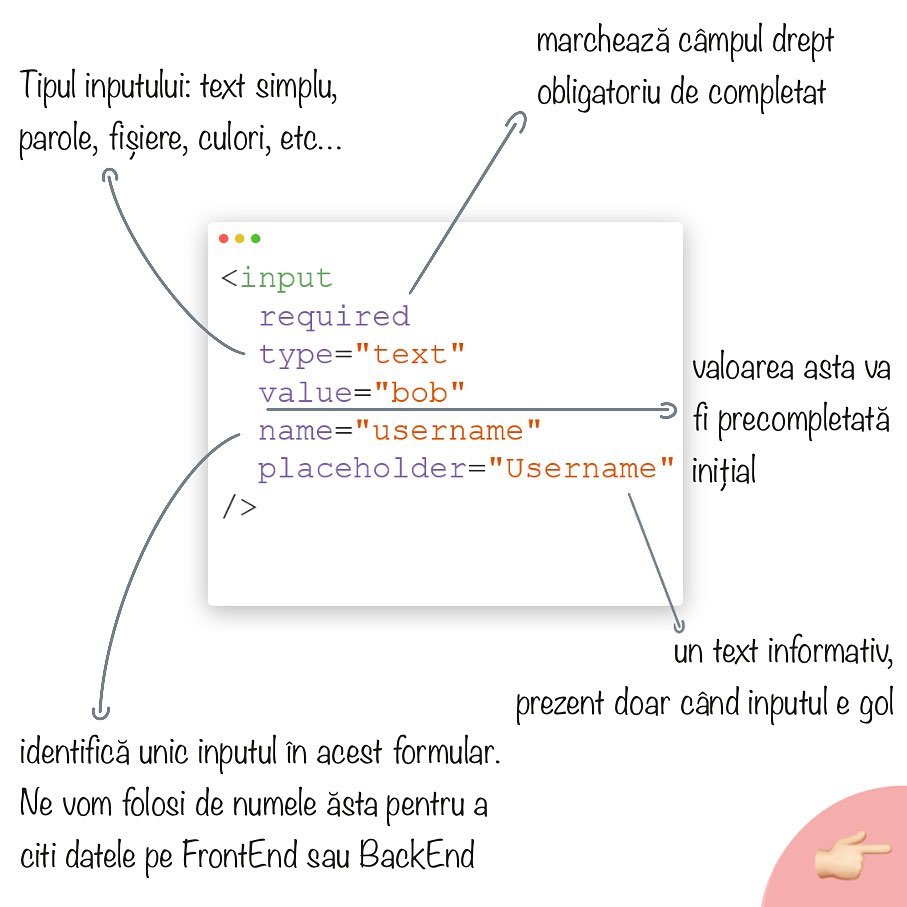 marchează câmpul drept
obligatoriu de completat
Tipul inputului: text simplu,
parole, fișiere, culori, etc...
<input
required
type="text"
value="bob"
name="username"
placeholder="Username"
/>
valoarea asta va
fi precompletată
inițial
un text informativ,
prezent doar când inputul e gol
identifică unic inputul în acest formular.
Ne vom folosi de numele ăsta pentru a
citi datele pe FrontEnd sau BackEnd